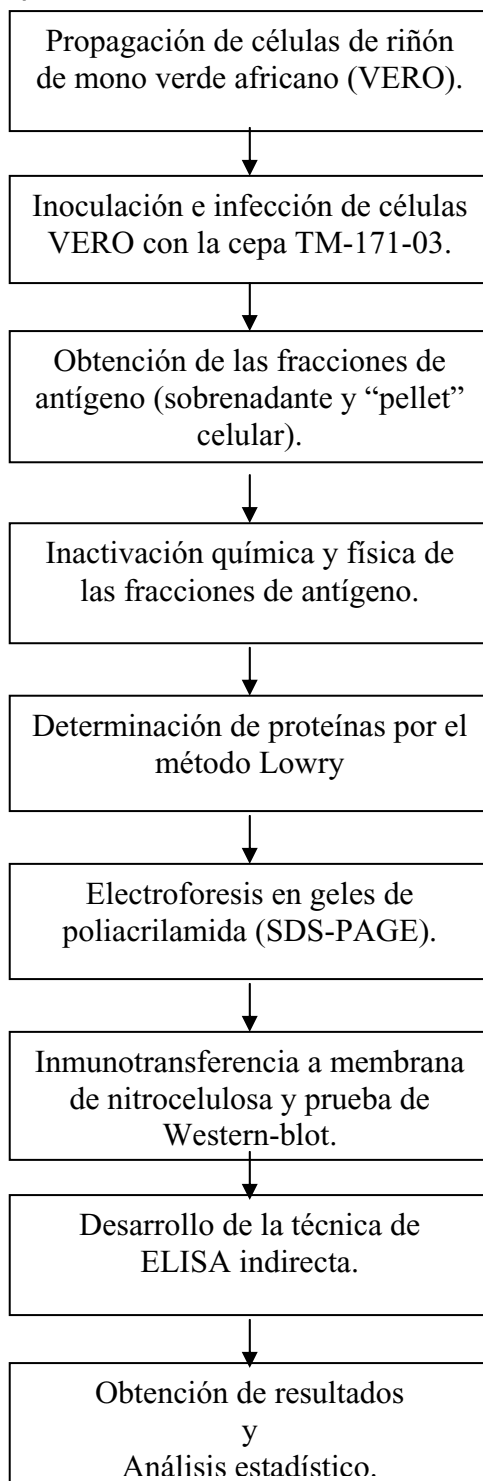 Propagación de células de riñón
de mono verde africano (VERO).
Inoculación e infección de células
VERO con la cepa TM-171-03.
Obtención de las fracciones de
antígeno (sobrenadante y “pellet”
celular).
Inactivación química y física de
las fracciones de antígeno.
Determinación de proteínas por el
método Lowry
Electroforesis en geles de
poliacrilamida (SDS-PAGE).
Inmunotransferencia a membrana
de nitrocelulosa y prueba de
Western-blot.
Desarrollo de la técnica de
ELISA indirecta.
Obtención de resultados
y
Análisis estadístico.